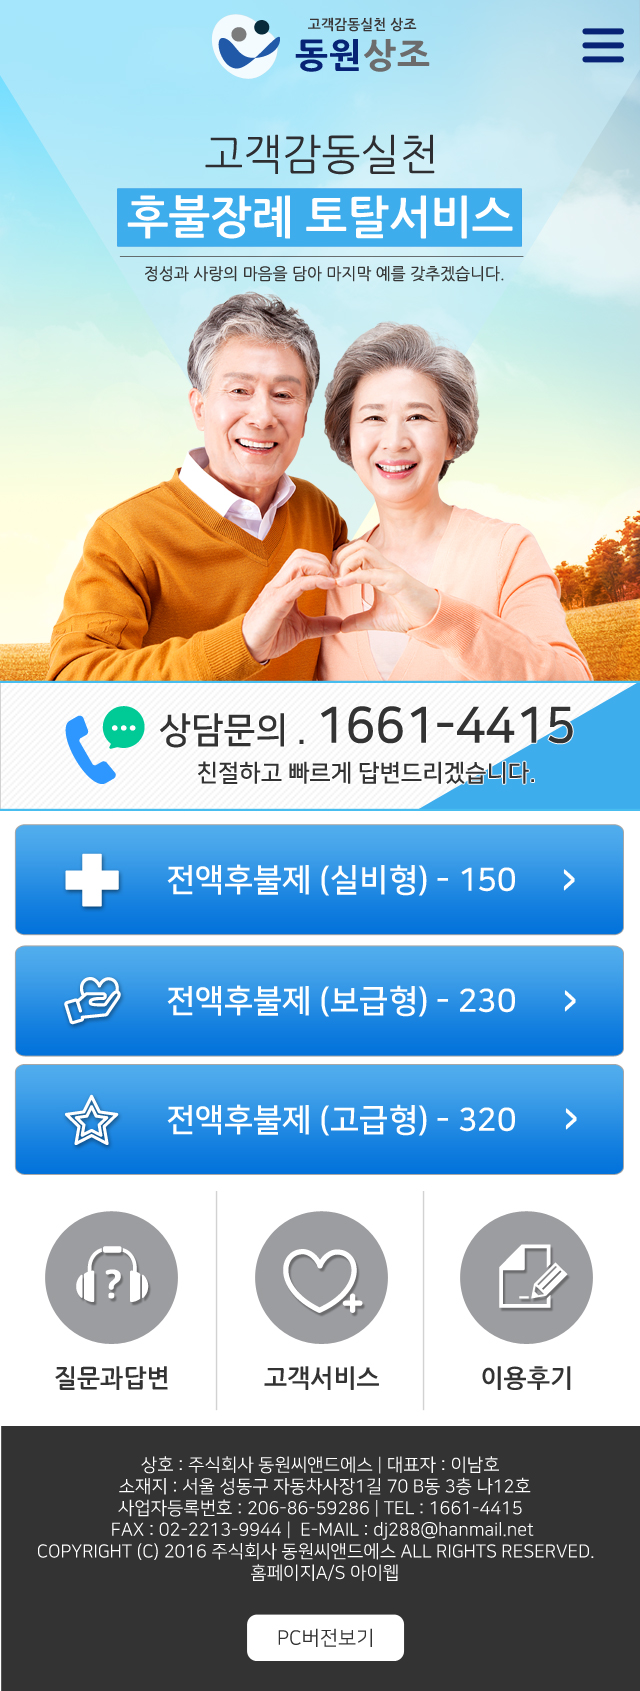 고객감동실천 상조
동원상조
고객감동실천
후불장례 토탈서비스
정성과 사랑의 마음을 담아 마지막 예를 갖추겠습니다.
상담문의 . 1661-4415
친절하고 빠르게 답변드리겠습니다.
전액후불제 (실비형) - 150
전액후불제 (보급형) - 230
전액후불제 (고급형) - 320
질문과답변
고객서비스
이용후기
상호 : 주식회사 동원씨앤드에스 | 대표자 : 이남호
소재지 : 서울 성동구 자동차사장1길 70 B동 3층 나12호
사업자등록번호 : 206-86-59286 | TEL : 1661-4415
FAX : 02-2213-9944 | E-MAIL : dj288@hanmail.net
COPYRIGHT (C) 2016 주식회사 동원씨앤드에스 ALL RIGHTS RESERVED.
홈페이지A/S 아이웹
PC버전보기